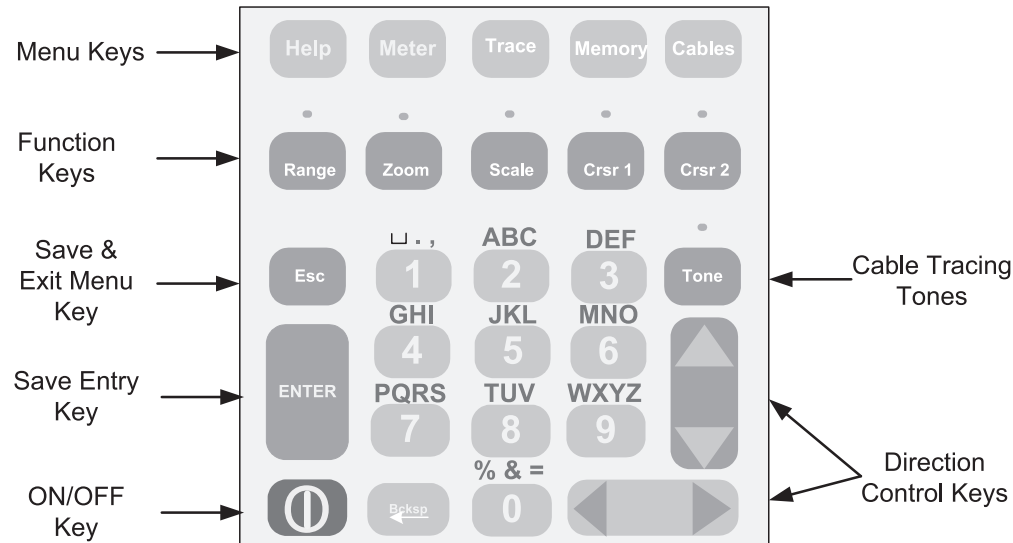 Menu Keys
Help Meter Trace Memory Cables
Function
Keys
Range Zoom Scale Crsr 1 Crsr 2
Save &
Exit Menu
Key
Esc
␣ . , ABC DEF
1 2 3
Tone
Cable Tracing
Tones
GHI JKL MNO
4 5 6
Save Entry
Key
ENTER
PQRS TUV WXYZ
7 8 9
Direction
Control Keys
ON/OFF
Key
Bcksp
% & =
0